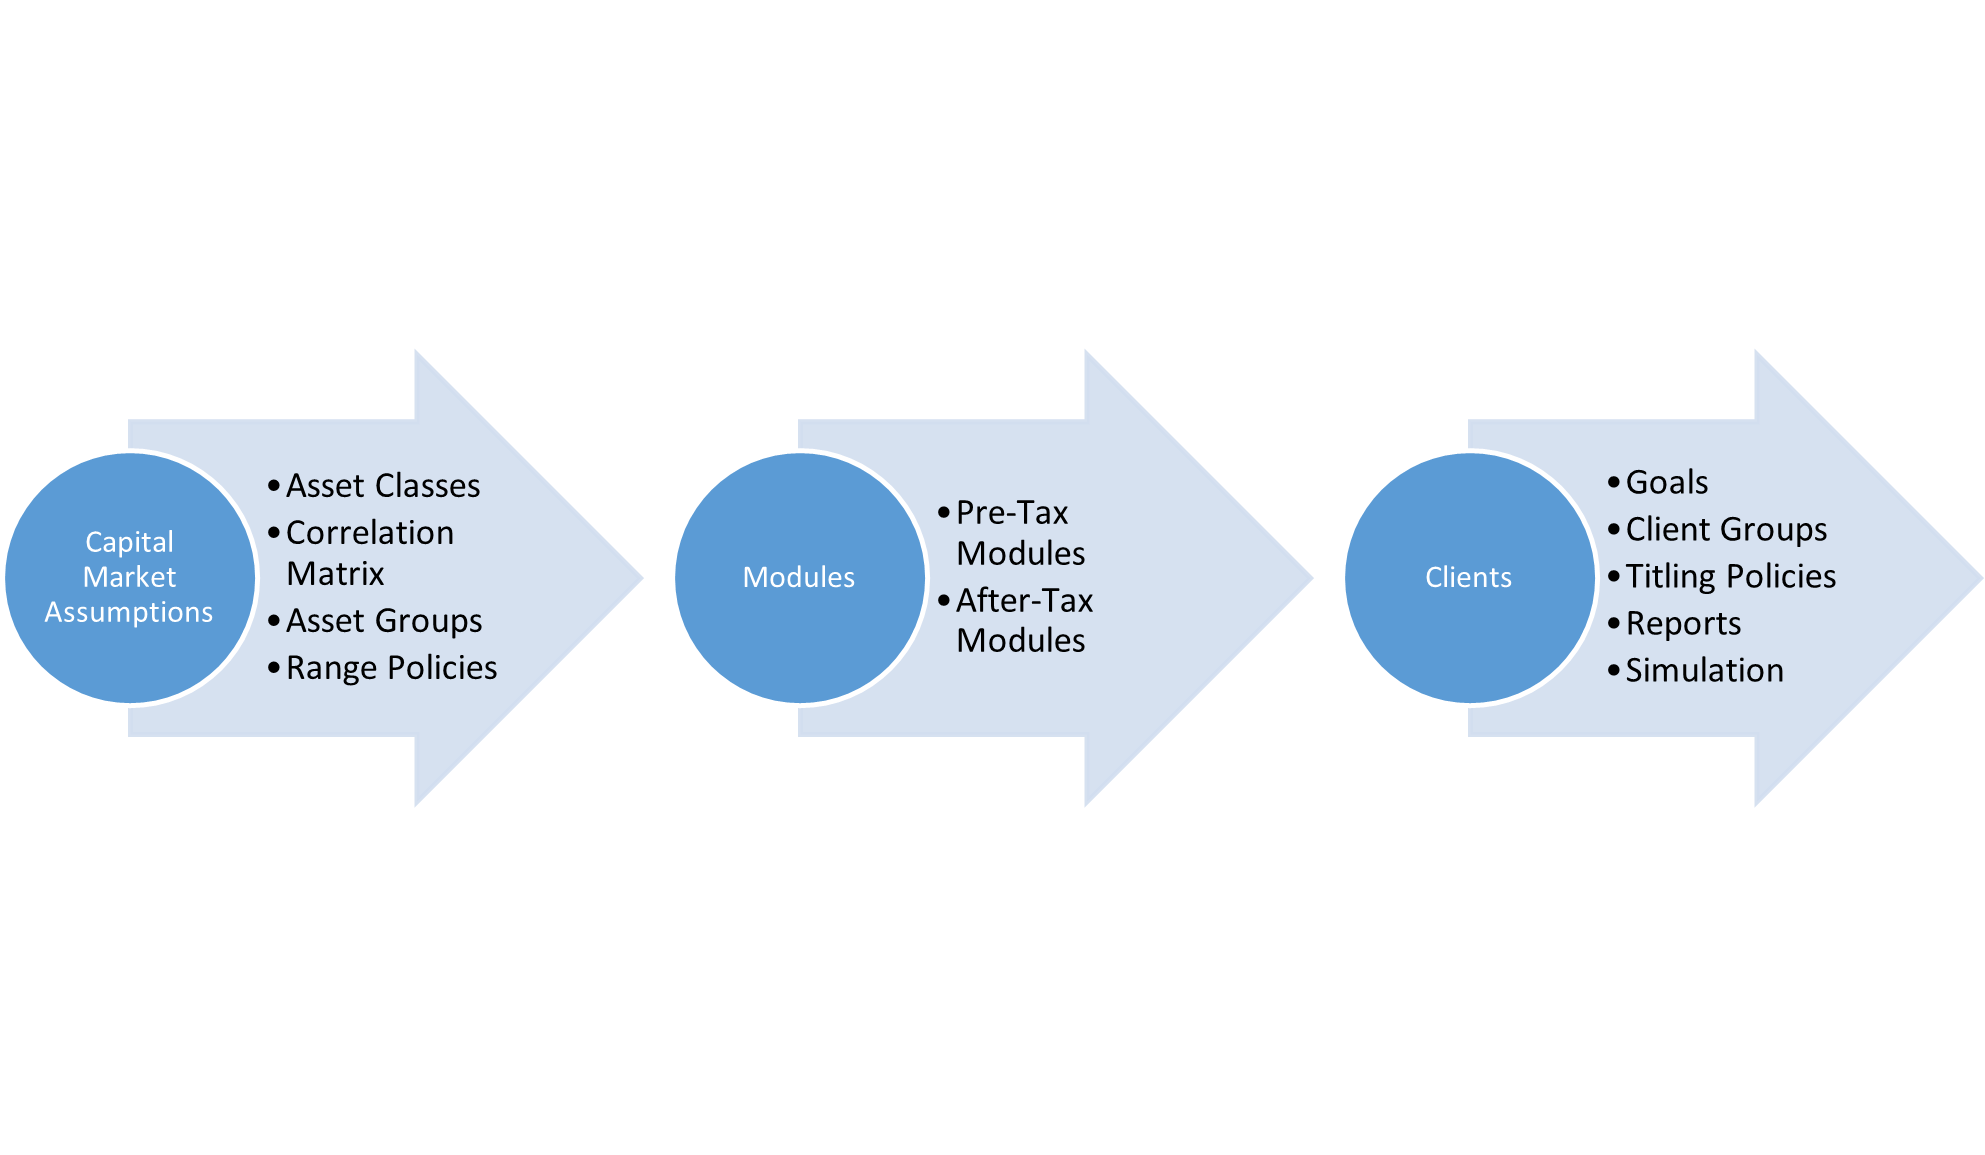 Capital
Market
Assumptions
•Asset Classes
•Correlation
Matrix
•Asset Groups
•Range Policies
Modules
•Pre-Tax
Modules
•After-Tax
Modules
Clients
•Goals
•Client Groups
•Titling Policies
•Reports
•Simulation